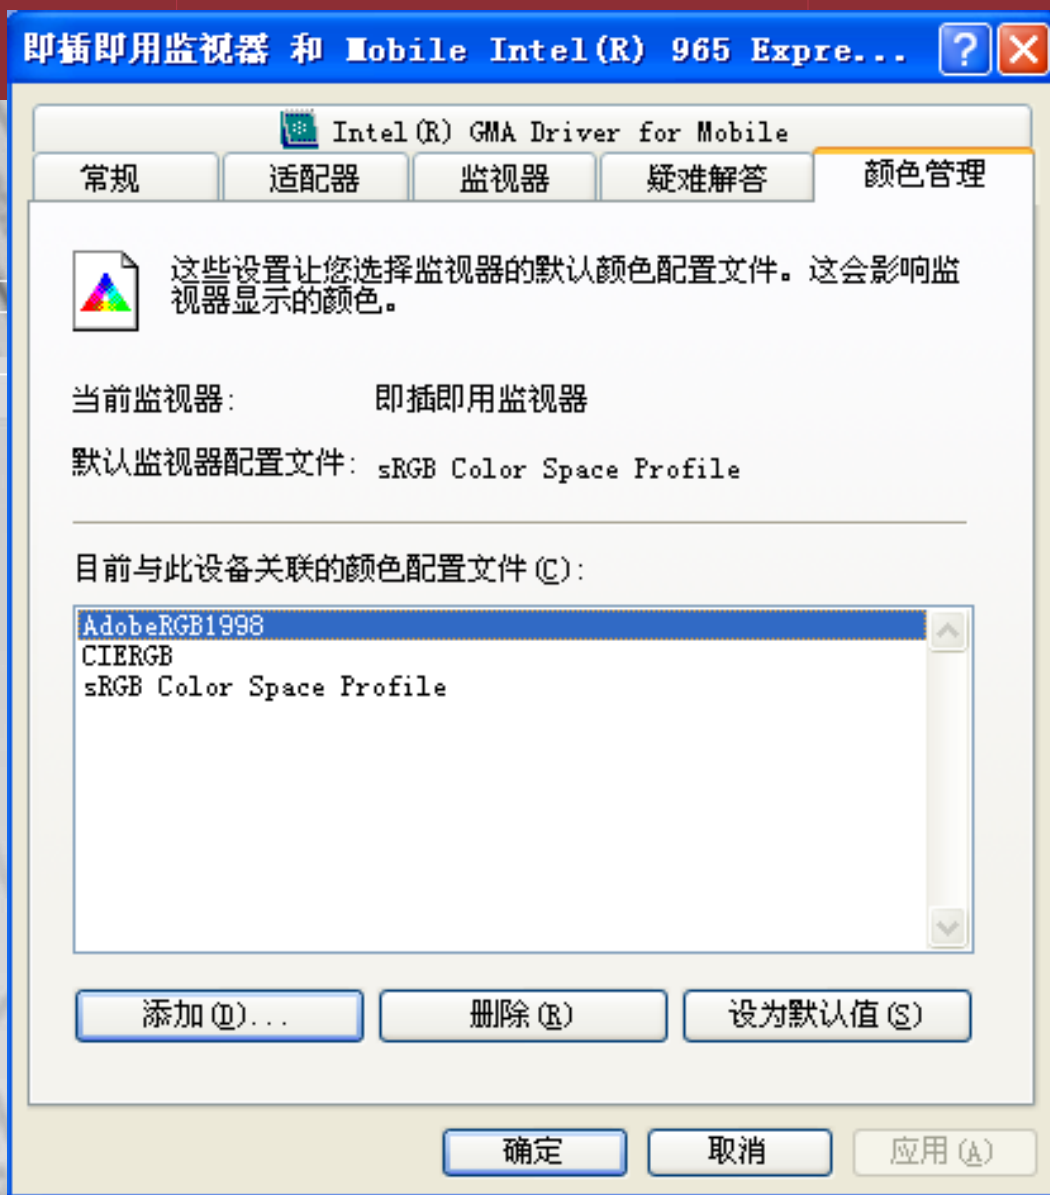 即插即用监视器 和 Mobile Intel(R) 965 Expre...
Intel(R) GMA Driver for Mobile
常规 适配器 监视器 疑难解答 颜色管理
这些设置让您选择监视器的默认颜色配置文件。这会影响监
视器显示的颜色。
当前监视器: 即插即用监视器
默认监视器配置文件: sRGB Color Space Profile
目前与此设备关联的颜色配置文件(C):
AdobeRGB1998
CIERGB
sRGB Color Space Profile
添加(D)... 删除(R) 设为默认值(S)
确定 取消 应用(A)